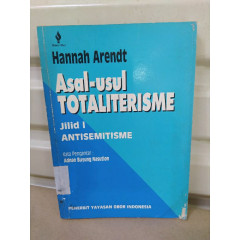 Hannah Arendt
Asal-usul
TOTALITERISME
Jilid I
ANTISEMITISME
Kata Pengantar
Adnan Buyung Nasution
PENERBIT YAYASAN OBOR INDONESIA